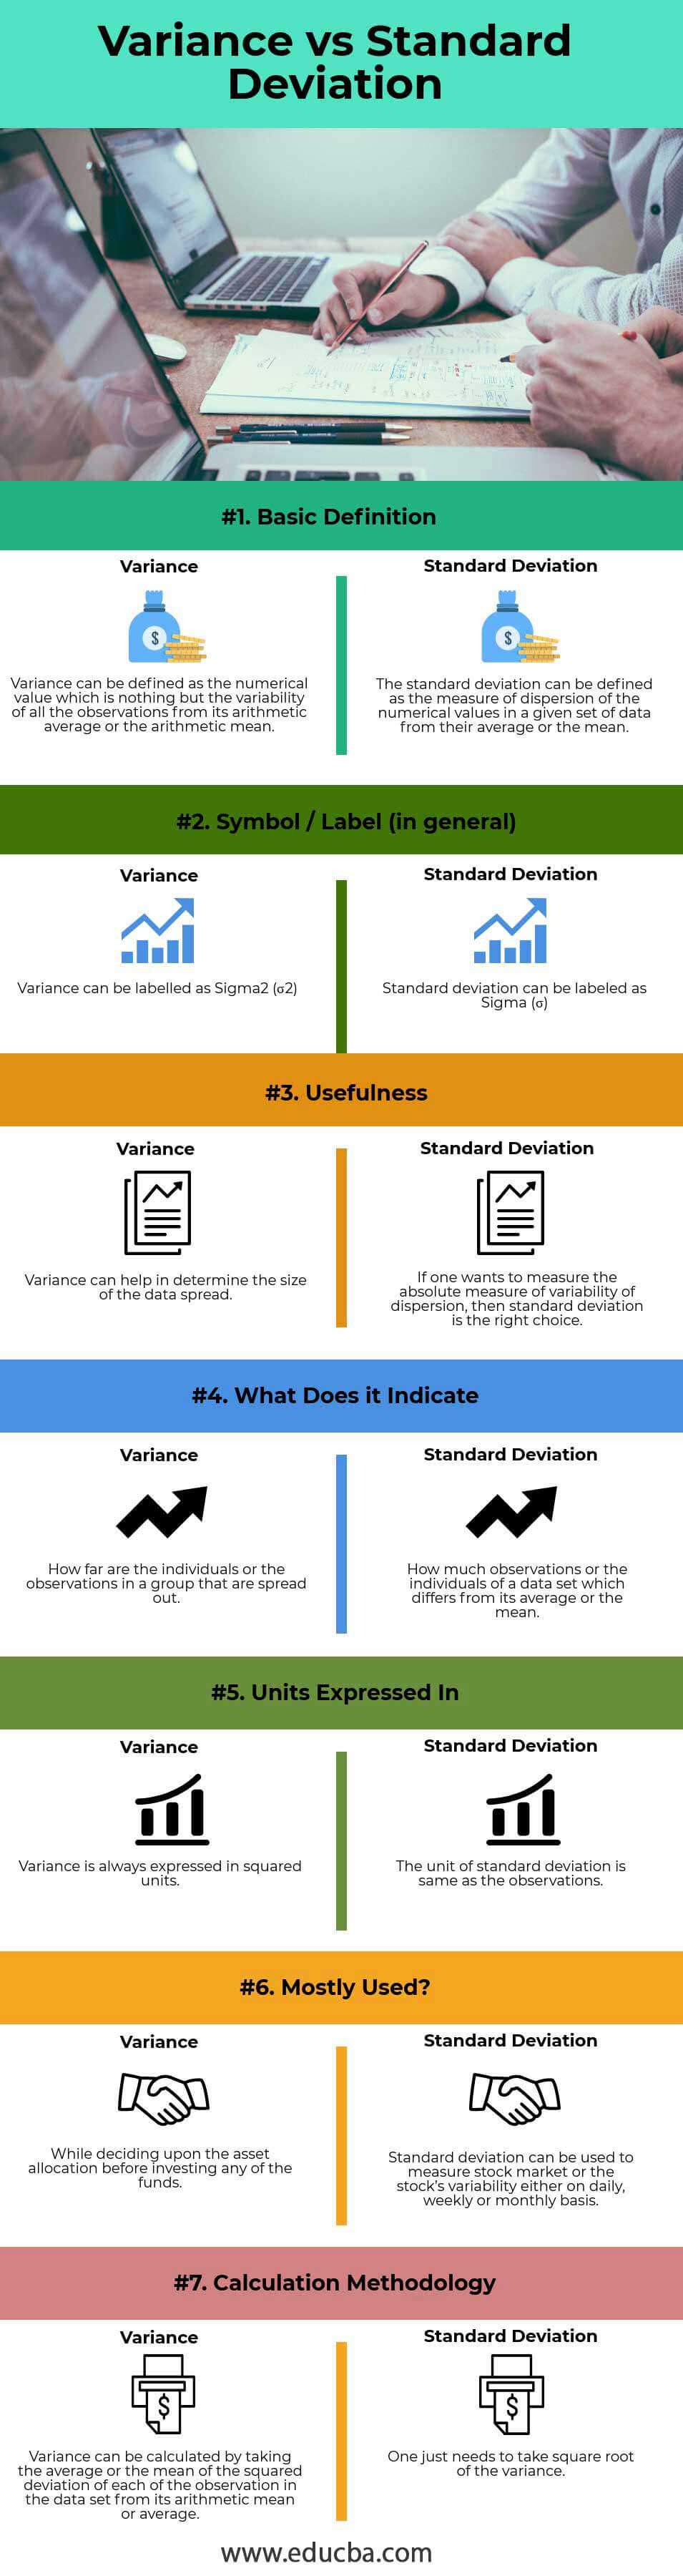 Variance vs Standard
Deviation
#1. Basic Definition
Variance
$
Variance can be defined as the numerical
value which is nothing but the variability
of all the observations from its arithmetic
average or the arithmetic mean.
Standard Deviation
$
The standard deviation can be defined
as the measure of dispersion of the
numerical values in a given set of data
from their average or the mean.
#2. Symbol / Label (in general)
Variance
Variance can be labelled as Sigma2 (σ2)
Standard Deviation
Standard deviation can be labeled as
Sigma (σ)
#3. Usefulness
Variance
Variance can help in determine the size
of the data spread.
Standard Deviation
If one wants to measure the
absolute measure of variability of
dispersion, then standard deviation
is the right choice.
#4. What Does it Indicate
Variance
How far are the individuals or the
observations in a group that are spread
out.
Standard Deviation
How much observations or the
individuals of a data set which
differs from its average or the
mean.
#5. Units Expressed In
Variance
Variance is always expressed in squared
units.
Standard Deviation
The unit of standard deviation is
same as the observations.
#6. Mostly Used?
Variance
While deciding upon the asset
allocation before investing any of the
funds.
Standard Deviation
Standard deviation can be used to
measure stock market or the
stock's variability either on daily,
weekly or monthly basis.
#7. Calculation Methodology
Variance
$
Variance can be calculated by taking
the average or the mean of the squared
deviation of each of the observation in
the data set from its arithmetic mean
or average.
Standard Deviation
$
One just needs to take square root
of the variance.
www.educba.com